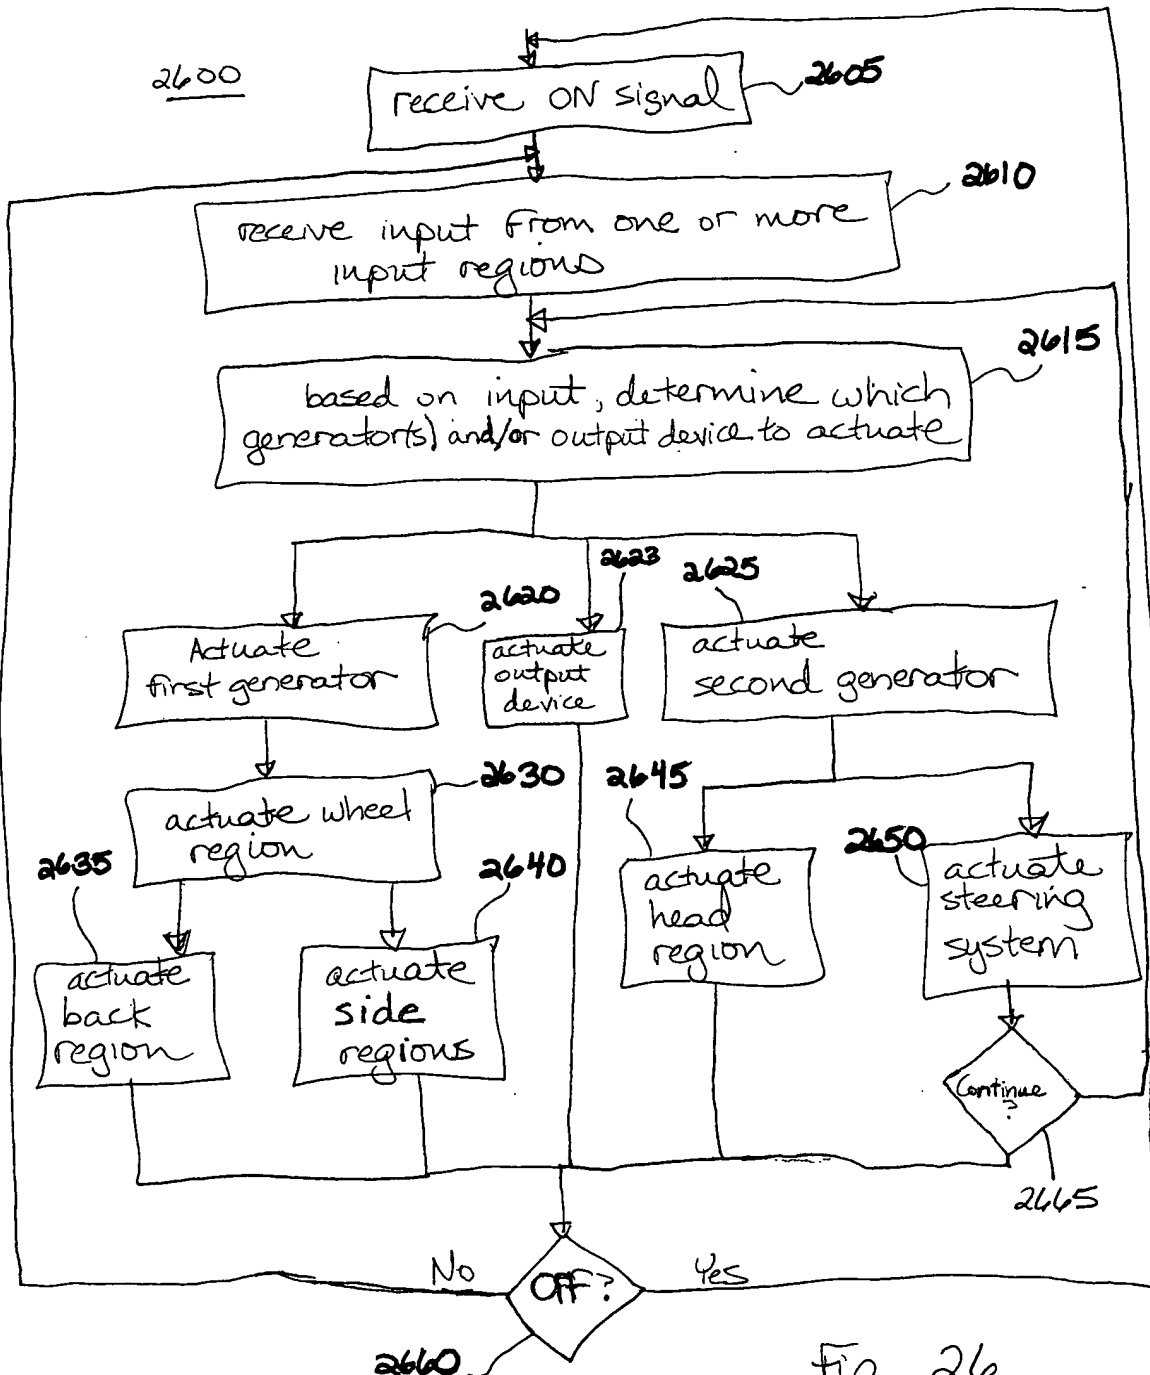 2600
receive ON signal
2605
2610
receive input from one or more
input regions
2615
based on input, determine which
generator(s) and/or output device to actuate
2623
2625
2620
Actuate
first generator
actuate
output
device
actuate
second generator
2630
2645
actuate wheel
region
2635
2640
2650
actuate
head
region
actuate
steering
system
actuate
back
region
actuate
side
regions
Continue
?
2665
No
OFF?
Yes
2660
Fig 26